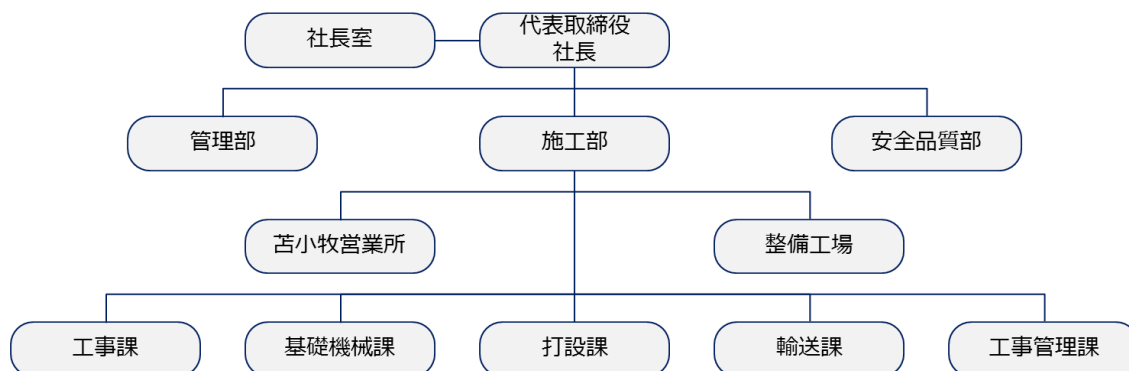 社長室
代表取締役
社長
管理部
施工部
安全品質部
苫小牧営業所
整備工場
工事課
基礎機械課
打設課
輸送課
工事管理課